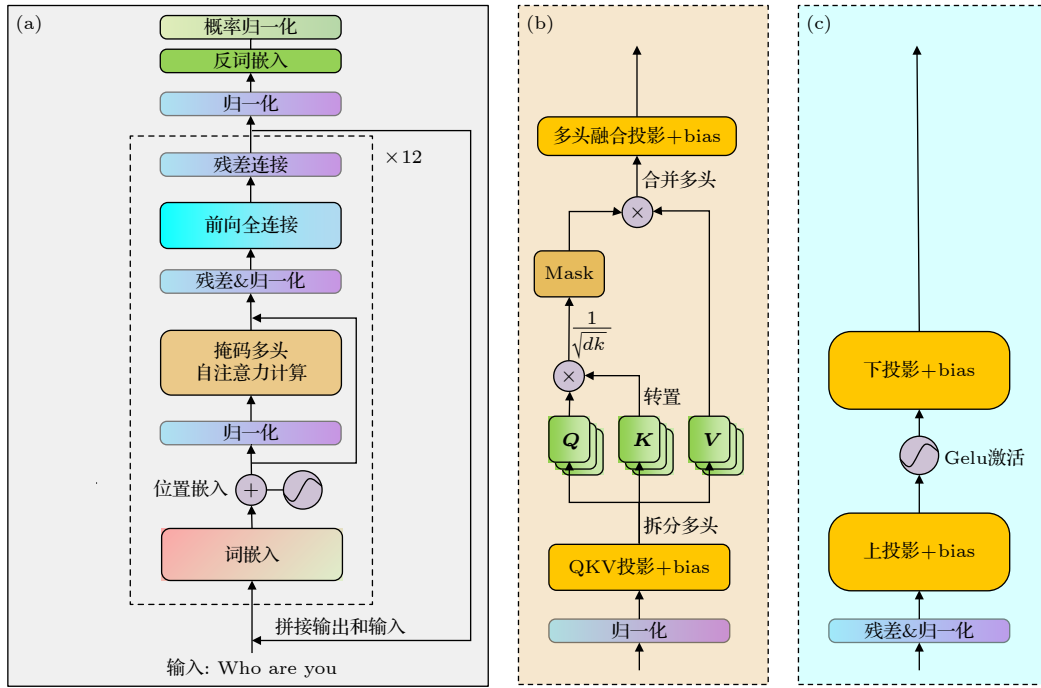 (a)
概率归一化
反词嵌入
归一化
×12
残差连接
前向全连接
残差&归一化
掩码多头
自注意力计算
归一化
位置嵌入
+
词嵌入
拼接输出和输入
输入: Who are you
(b)
多头融合投影+bias
合并多头
×
Mask
1
√dk
×
转置
Q
K
V
拆分多头
QKV投影+bias
归一化
(c)
下投影+bias
Gelu激活
上投影+bias
残差&归一化